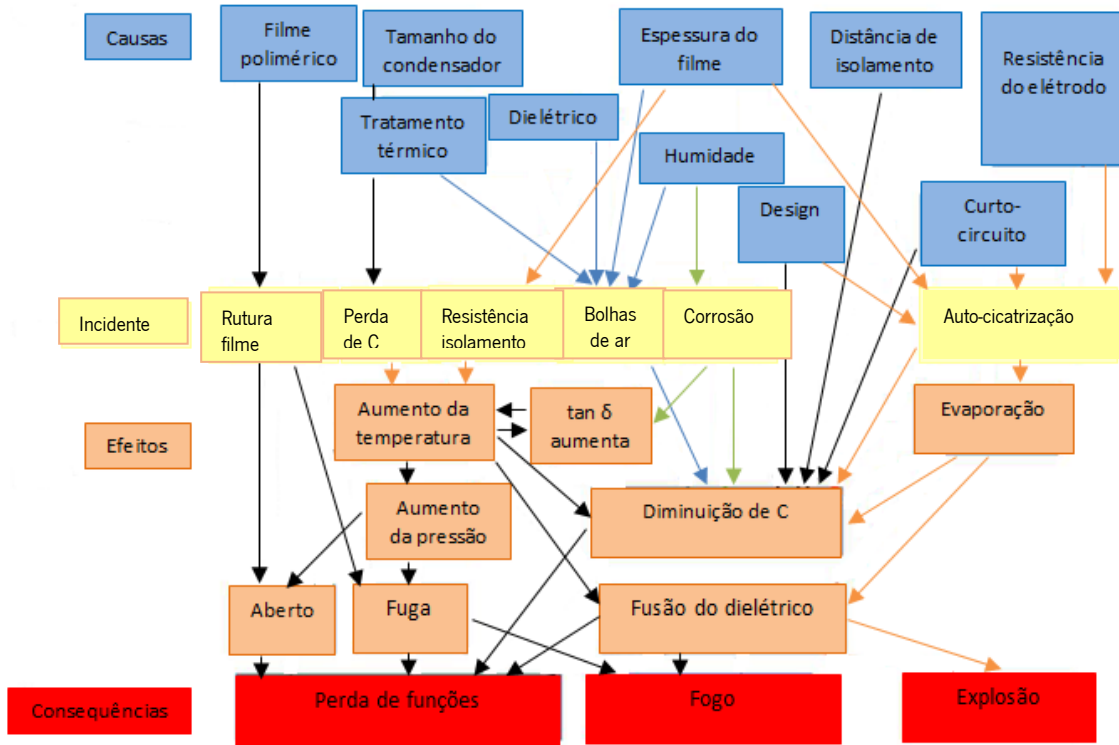 Causas
Filme
polimérico
Tamanho do
condensador
Espessura do
filme
Distância de
isolamento
Resistência
do elétrodo
Tratamento
térmico
Dielétrico
Humidade
Design
Curto-
circuito
Incidente
Rutura
filme
Perda
de C
Resistência
isolamento
Bolhas
de ar
Corrosão
Auto-cicatrização
Efeitos
Aumento da
temperatura
tan δ
aumenta
Evaporação
Aumento
da pressão
Diminuição de C
Aberto
Fuga
Fusão do dielétrico
Consequências
Perda de funções
Fogo
Explosão